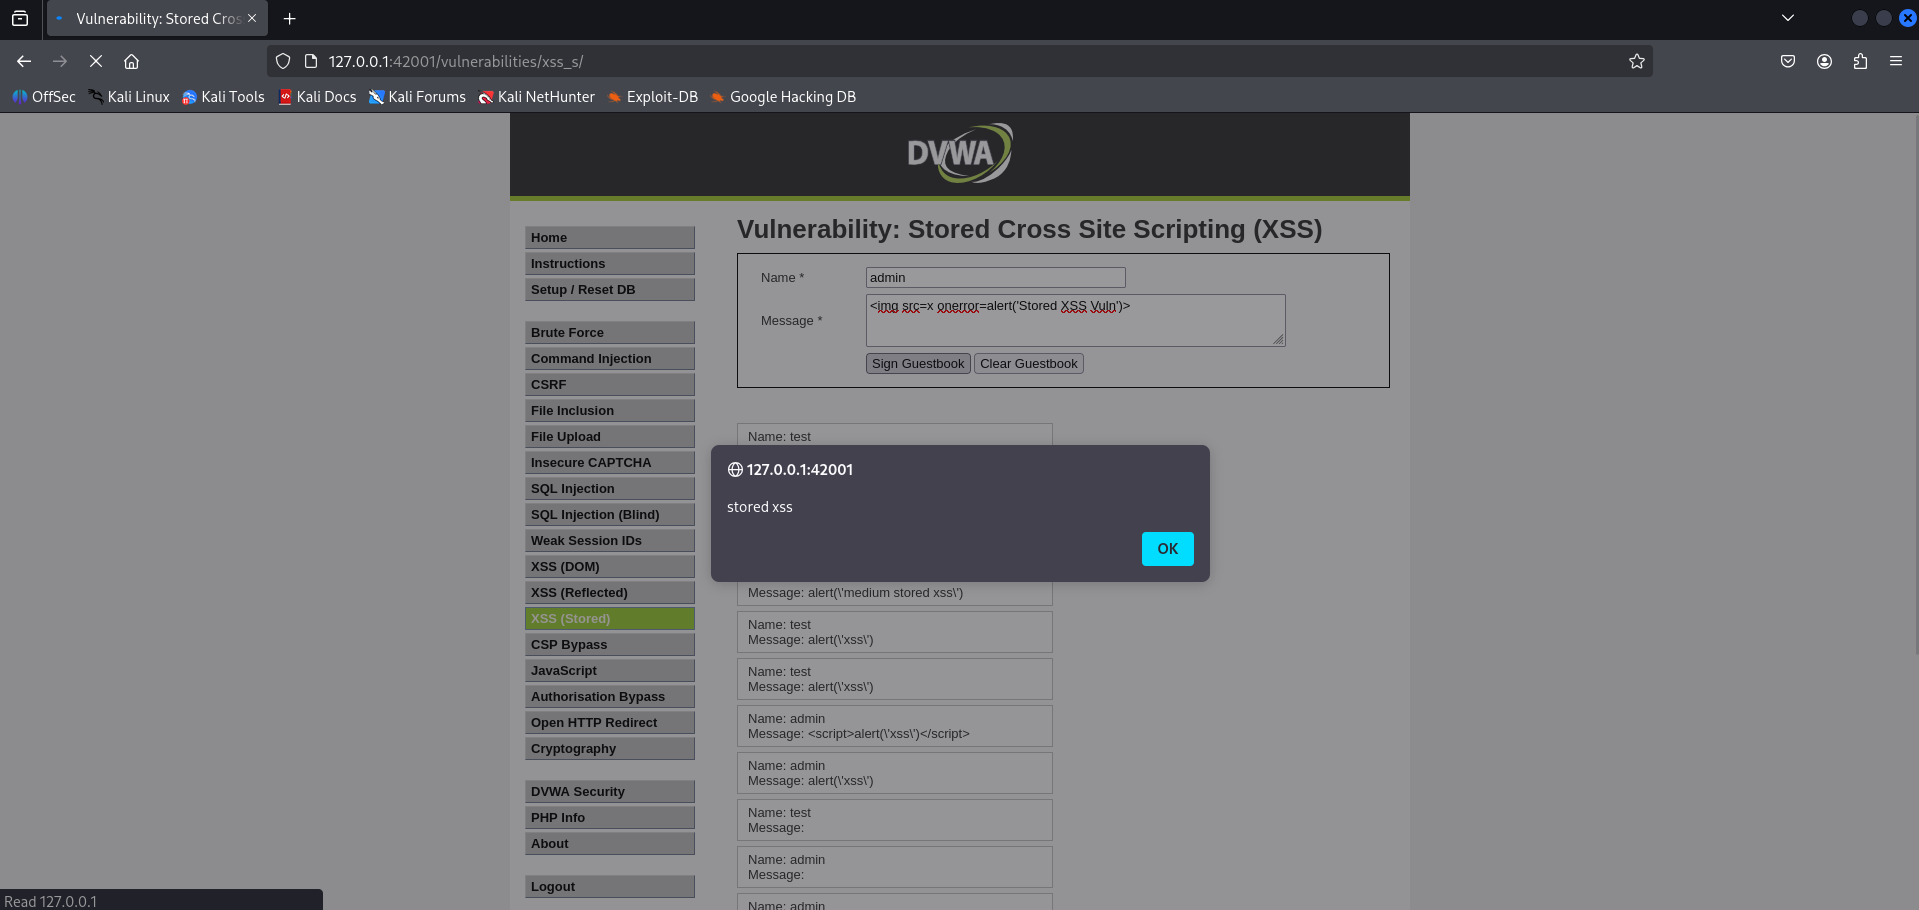 Vulnerability: Stored Cros
127.0.0.1:42001/vulnerabilities/xss_s/
OffSec Kali Linux Kali Tools Kali Docs Kali Forums Kali NetHunter Exploit-DB Google Hacking DB
DVWA
Home
Instructions
Setup / Reset DB
Brute Force
Command Injection
CSRF
File Inclusion
File Upload
Insecure CAPTCHA
SQL Injection
SQL Injection (Blind)
Weak Session IDs
XSS (DOM)
XSS (Reflected)
XSS (Stored)
CSP Bypass
JavaScript
Authorisation Bypass
Open HTTP Redirect
Cryptography
DVWA Security
PHP Info
About
Logout
Vulnerability: Stored Cross Site Scripting (XSS)
Name * admin
Message * <img src=x onerror=alert('Stored XSS Vuln')>
Sign Guestbook Clear Guestbook
Name: test
127.0.0.1:42001
stored xss
OK
Message: alert(\'medium stored xss\')
Name: test
Message: alert(\'xss\')
Name: test
Message: alert(\'xss\')
Name: admin
Message: <script>alert(\'xss\')</script>
Name: admin
Message: alert(\'xss\')
Name: test
Message:
Name: admin
Message:
Name: admin
Read 127.0.0.1